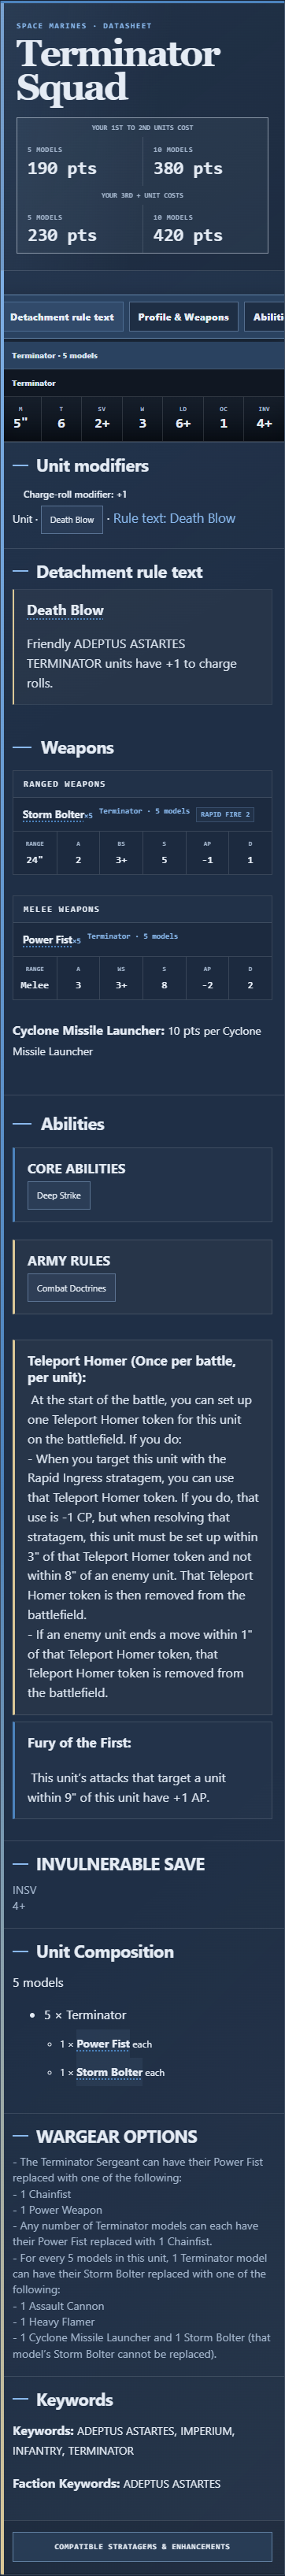 SPACE MARINES · DATASHEET
Terminator
Squad
YOUR 1ST TO 2ND UNITS COST
5 MODELS 10 MODELS
190 pts 380 pts
YOUR 3RD + UNIT COSTS
5 MODELS 10 MODELS
230 pts 420 pts
Detachment rule text Profile & Weapons Abiliti
Terminator · 5 models
Terminator
M T SV W LD OC INV
5" 6 2+ 3 6+ 1 4+
Unit modifiers
Charge-roll modifier: +1
Unit · Death Blow · Rule text: Death Blow
Detachment rule text
Death Blow
Friendly ADEPTUS ASTARTES
TERMINATOR units have +1 to charge
rolls.
Weapons
RANGED WEAPONS
Storm Bolter×5 Terminator · 5 models RAPID FIRE 2
RANGE A BS S AP D
24" 2 3+ 5 -1 1
MELEE WEAPONS
Power Fist×5 Terminator · 5 models
RANGE A WS S AP D
Melee 3 3+ 8 -2 2
Cyclone Missile Launcher: 10 pts per Cyclone
Missile Launcher
Abilities
CORE ABILITIES
Deep Strike
ARMY RULES
Combat Doctrines
Teleport Homer (Once per battle,
per unit):
At the start of the battle, you can set up
one Teleport Homer token for this unit
on the battlefield. If you do:
- When you target this unit with the
Rapid Ingress stratagem, you can use
that Teleport Homer token. If you do, that
use is -1 CP, but when resolving that
stratagem, this unit must be set up within
3" of that Teleport Homer token and not
within 8" of an enemy unit. That Teleport
Homer token is then removed from the
battlefield.
- If an enemy unit ends a move within 1"
of that Teleport Homer token, that
Teleport Homer token is removed from
the battlefield.
Fury of the First:
This unit's attacks that target a unit
within 9" of this unit have +1 AP.
INVULNERABLE SAVE
INSV
4+
Unit Composition
5 models
• 5 × Terminator
◦ 1 × Power Fist each
◦ 1 × Storm Bolter each
WARGEAR OPTIONS
- The Terminator Sergeant can have their Power Fist
replaced with one of the following:
- 1 Chainfist
- 1 Power Weapon
- Any number of Terminator models can each have
their Power Fist replaced with 1 Chainfist.
- For every 5 models in this unit, 1 Terminator model
can have their Storm Bolter replaced with one of the
following:
- 1 Assault Cannon
- 1 Heavy Flamer
- 1 Cyclone Missile Launcher and 1 Storm Bolter (that
model's Storm Bolter cannot be replaced).
Keywords
Keywords: ADEPTUS ASTARTES, IMPERIUM,
INFANTRY, TERMINATOR
Faction Keywords: ADEPTUS ASTARTES
COMPATIBLE STRATAGEMS & ENHANCEMENTS